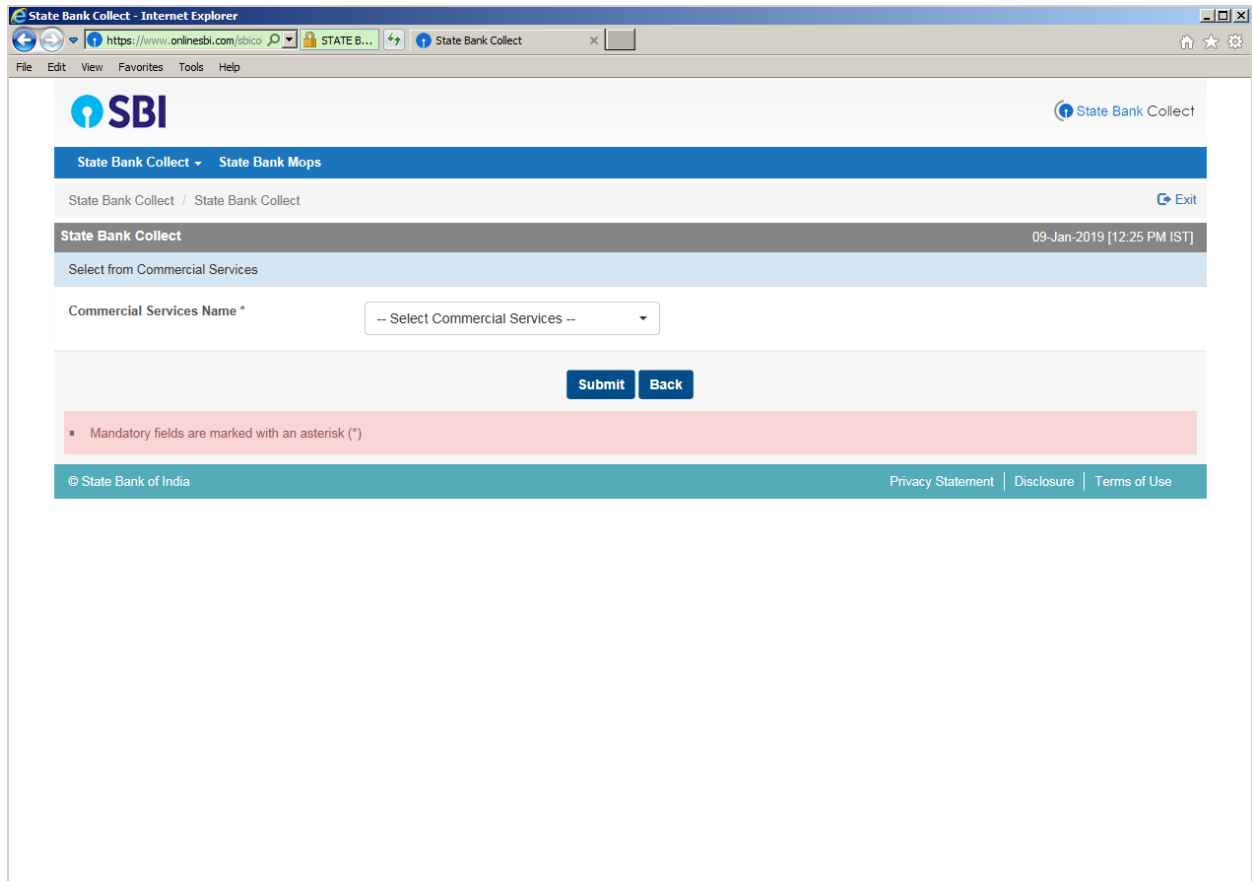 State Bank Collect - Internet Explorer
https://www.onlinesbi.com/sbico STATE B... State Bank Collect
File Edit View Favorites Tools Help
SBI
State Bank Collect
State Bank Collect State Bank Mops
State Bank Collect / State Bank Collect Exit
State Bank Collect 09-Jan-2019 [12:25 PM IST]
Select from Commercial Services
Commercial Services Name * -- Select Commercial Services --
Submit Back
Mandatory fields are marked with an asterisk (*)
© State Bank of India Privacy Statement Disclosure Terms of Use